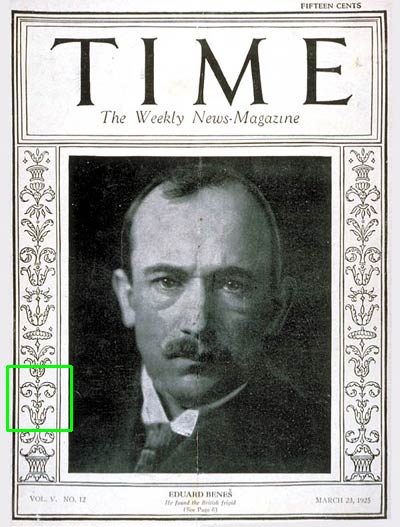 FIFTEEN CENTS
TIME
The Weekly News-Magazine
VOL. V. NO. 12
EDUARD BENEŠ
He found the British frigid
(See Page 6)
MARCH 23, 1925